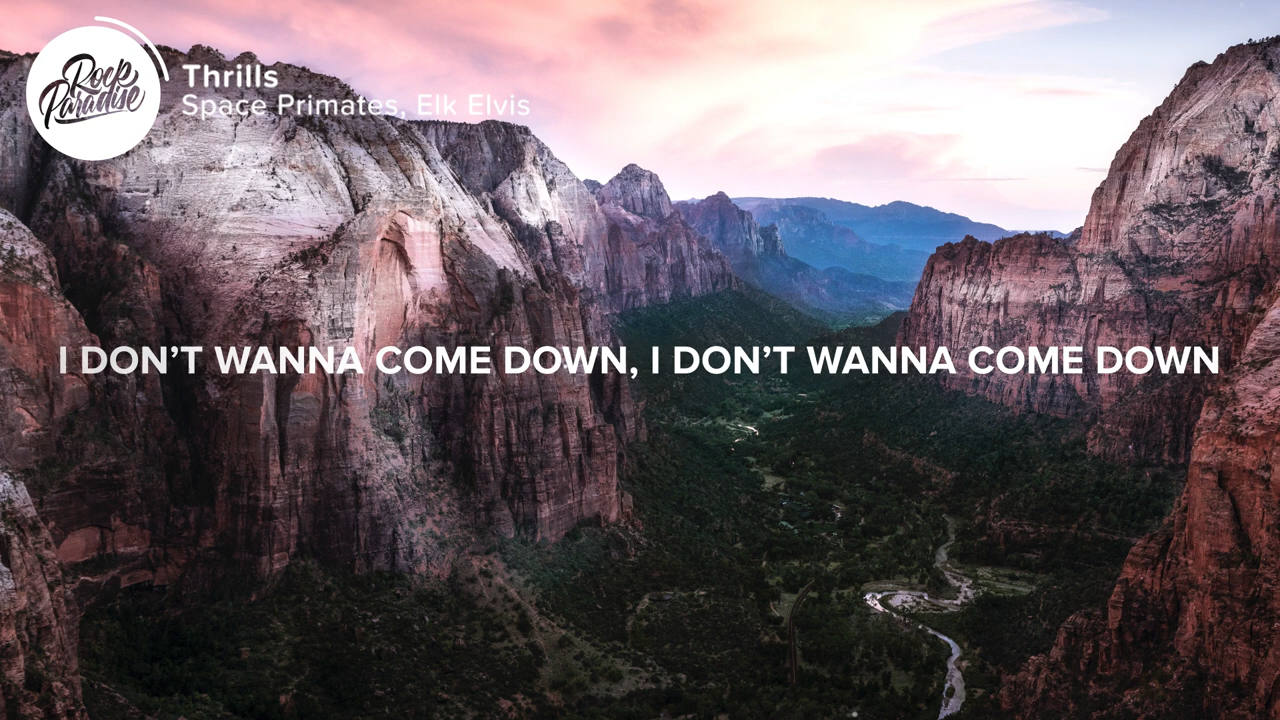 Rock
Paradise
Thrills
Space Primates, Elk Elvis
I DON’T WANNA COME DOWN, I DON’T WANNA COME DOWN